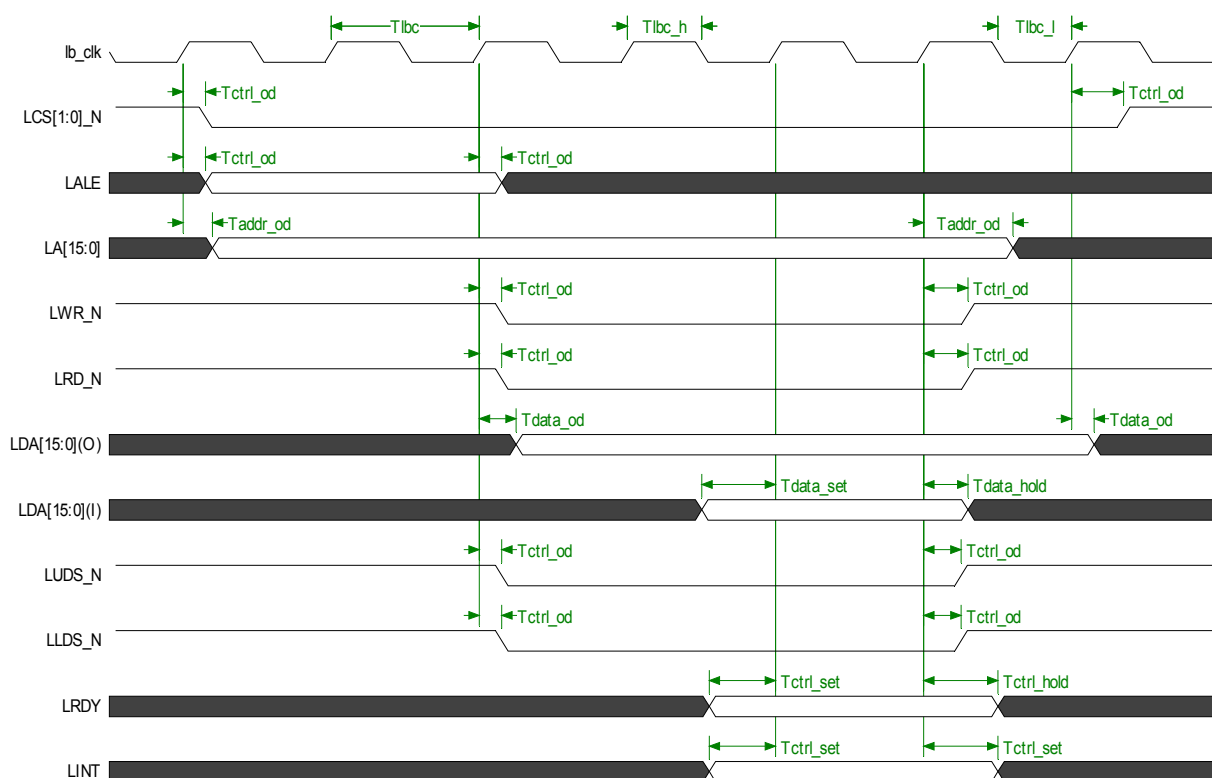 Tlbc
Tlbc_h
Tlbc_l
lb_clk
Tctrl_od
Tctrl_od
LCS[1:0]_N
Tctrl_od
Tctrl_od
LALE
Taddr_od
Taddr_od
LA[15:0]
Tctrl_od
Tctrl_od
LWR_N
Tctrl_od
Tctrl_od
LRD_N
Tdata_od
Tdata_od
LDA[15:0](O)
Tdata_set
Tdata_hold
LDA[15:0](I)
Tctrl_od
Tctrl_od
LUDS_N
Tctrl_od
Tctrl_od
LLDS_N
Tctrl_set
Tctrl_hold
LRDY
Tctrl_set
Tctrl_set
LINT